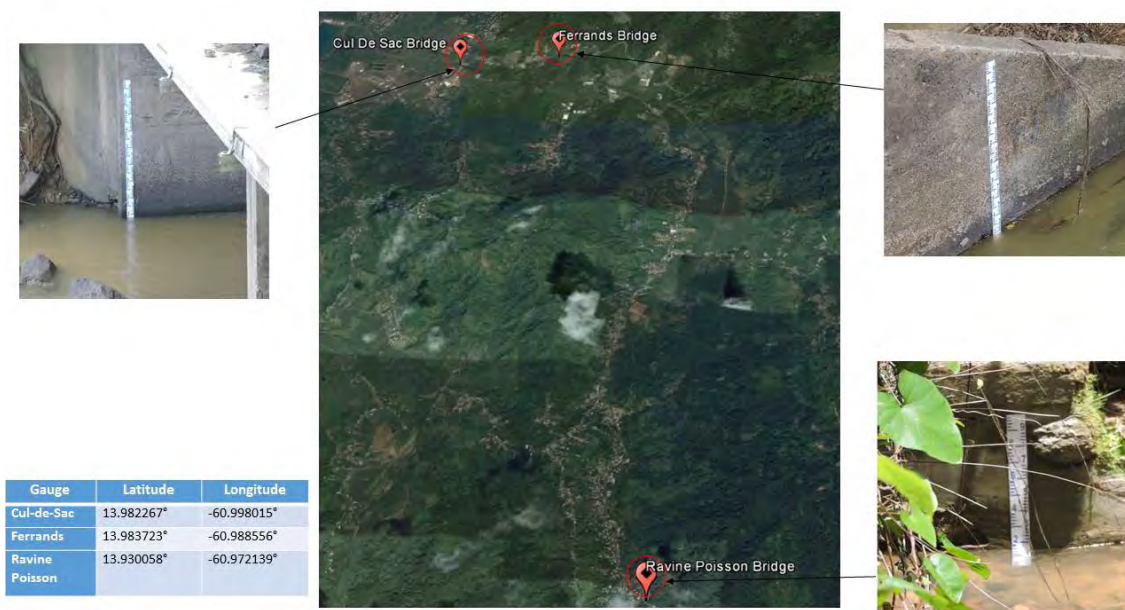 Cul De Sac Bridge
Ferrands Bridge
Ravine Poisson Bridge
Gauge Latitude Longitude
Cul-de-Sac 13.982267° -60.998015°
Ferrands 13.983723° -60.988556°
Ravine
Poisson 13.930058° -60.972139°